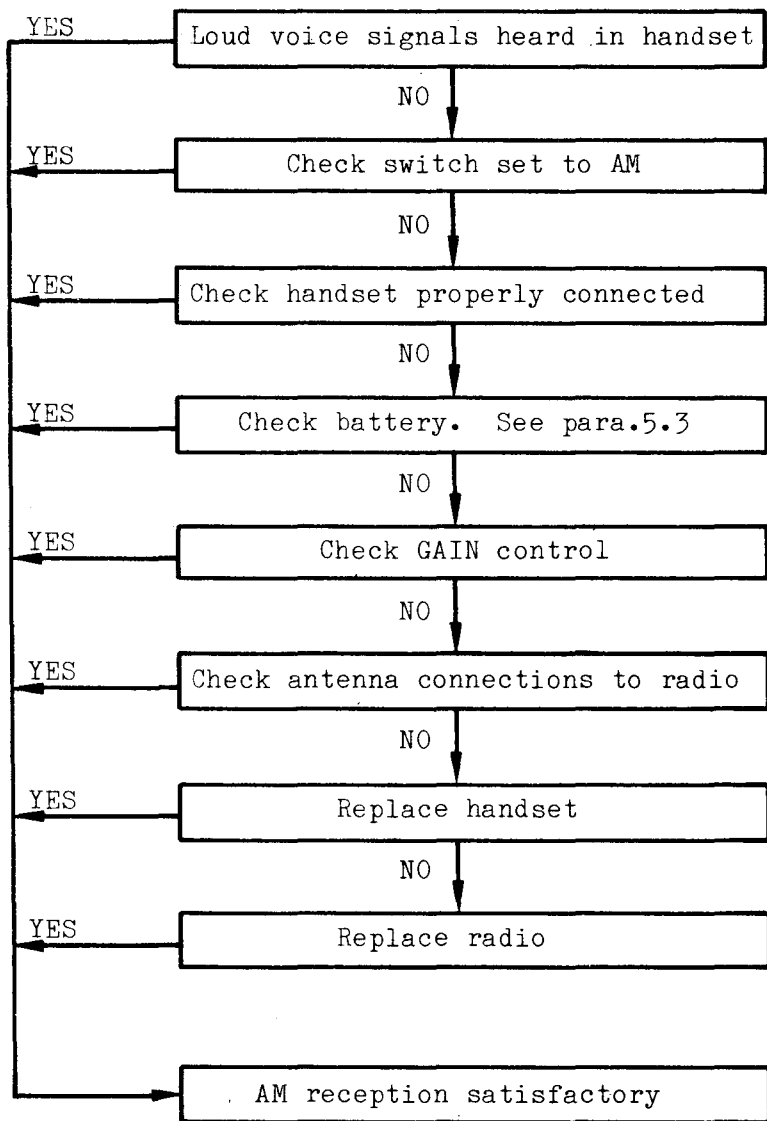 YES
Loud voice signals heard in handset
NO
YES
Check switch set to AM
NO
YES
Check handset properly connected
NO
YES
Check battery. See para.5.3
NO
YES
Check GAIN control
NO
YES
Check antenna connections to radio
NO
YES
Replace handset
NO
YES
Replace radio
AM reception satisfactory